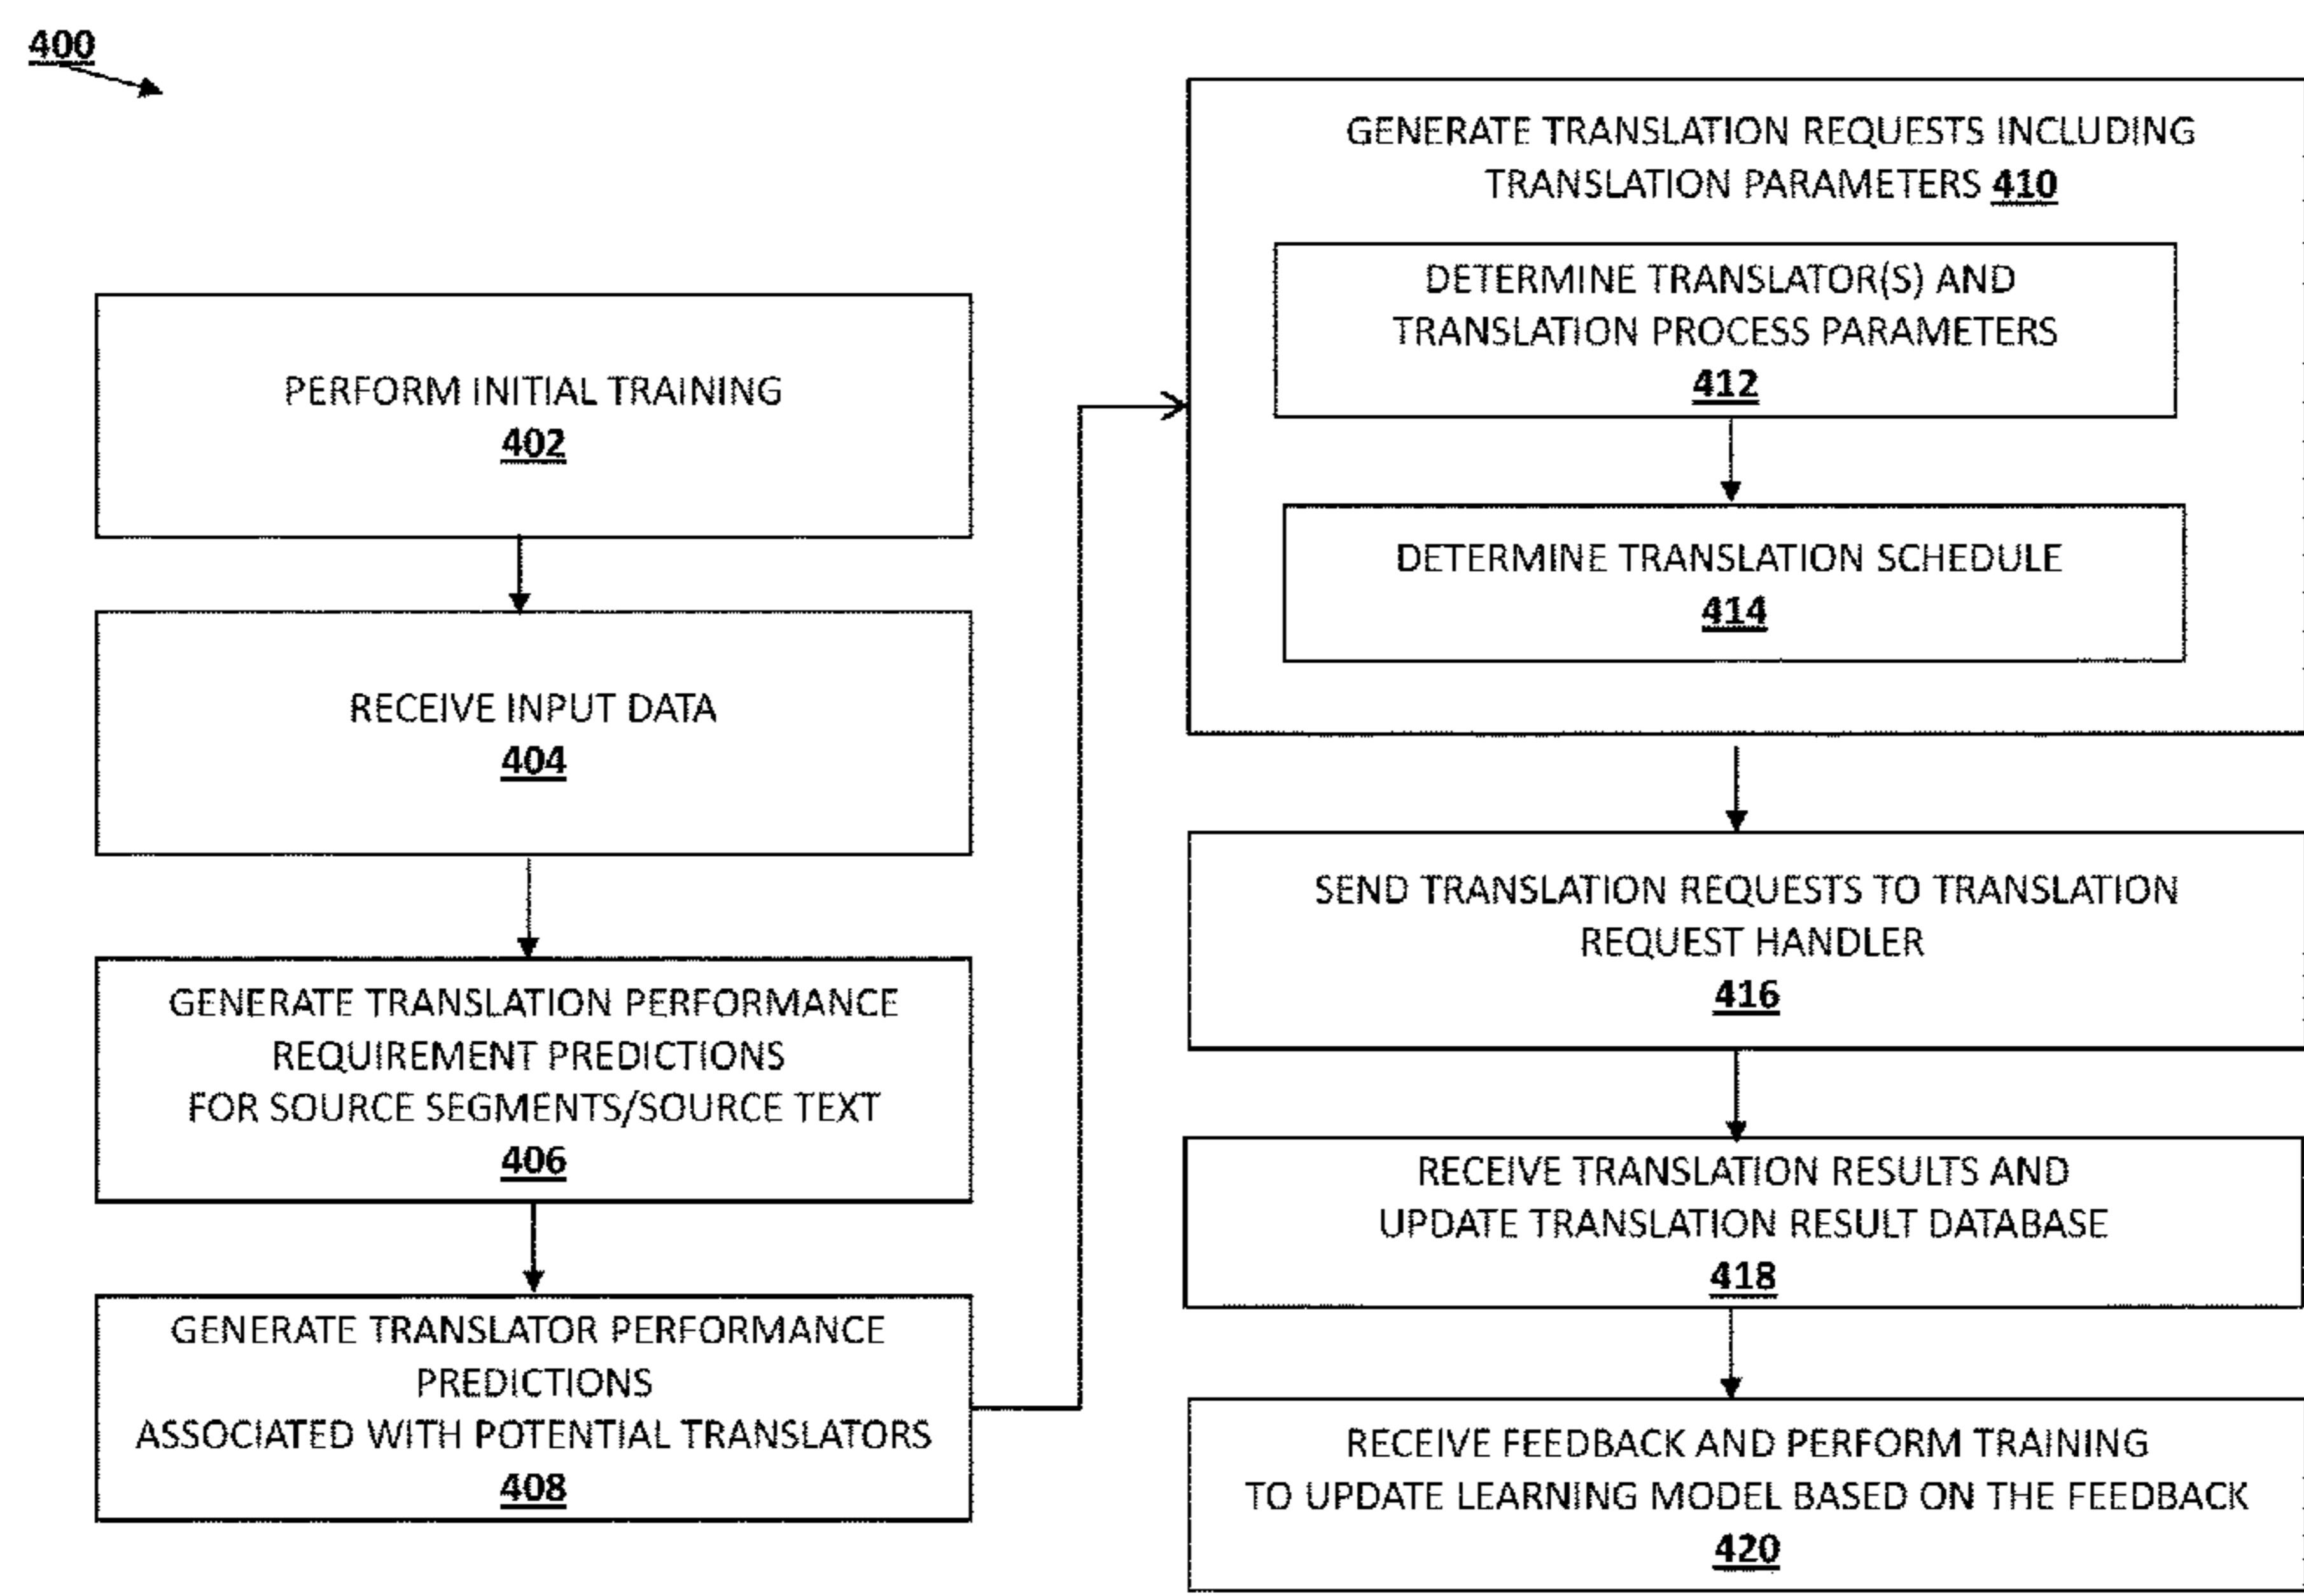 400
PERFORM INITIAL TRAINING
402
RECEIVE INPUT DATA
404
GENERATE TRANSLATION PERFORMANCE
REQUIREMENT PREDICTIONS
FOR SOURCE SEGMENTS/SOURCE TEXT
406
GENERATE TRANSLATOR PERFORMANCE
PREDICTIONS
ASSOCIATED WITH POTENTIAL TRANSLATORS
408
GENERATE TRANSLATION REQUESTS INCLUDING
TRANSLATION PARAMETERS 410
DETERMINE TRANSLATOR(S) AND
TRANSLATION PROCESS PARAMETERS
412
DETERMINE TRANSLATION SCHEDULE
414
SEND TRANSLATION REQUESTS TO TRANSLATION
REQUEST HANDLER
416
RECEIVE TRANSLATION RESULTS AND
UPDATE TRANSLATION RESULT DATABASE
418
RECEIVE FEEDBACK AND PERFORM TRAINING
TO UPDATE LEARNING MODEL BASED ON THE FEEDBACK
420